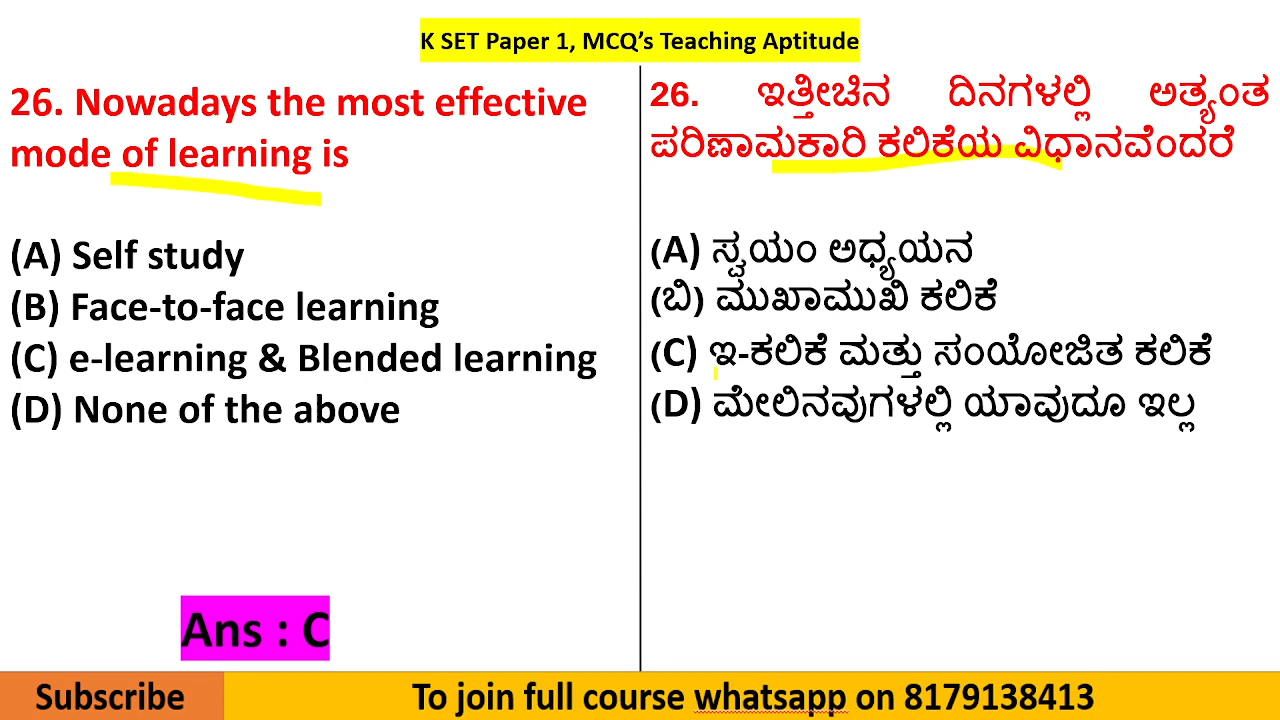 K SET Paper 1, MCQ’s Teaching Aptitude
26. Nowadays the most effective
mode of learning is
(A) Self study
(B) Face-to-face learning
(C) e-learning & Blended learning
(D) None of the above
Ans : C
26. ಇತ್ತೀಚಿನ ದಿನಗಳಲ್ಲಿ ಅತ್ಯಂತ
ಪರಿಣಾಮಕಾರಿ ಕಲಿಕೆಯ ವಿಧಾನವೆಂದರೆ
(A) ಸ್ವಯಂ ಅಧ್ಯಯನ
(ಬಿ) ಮುಖಾಮುಖಿ ಕಲಿಕೆ
(C) ಇ-ಕಲಿಕೆ ಮತ್ತು ಸಂಯೋಜಿತ ಕಲಿಕೆ
(D) ಮೇಲಿನವುಗಳಲ್ಲಿ ಯಾವುದೂ ಇಲ್ಲ
Subscribe
To join full course whatsapp on 8179138413